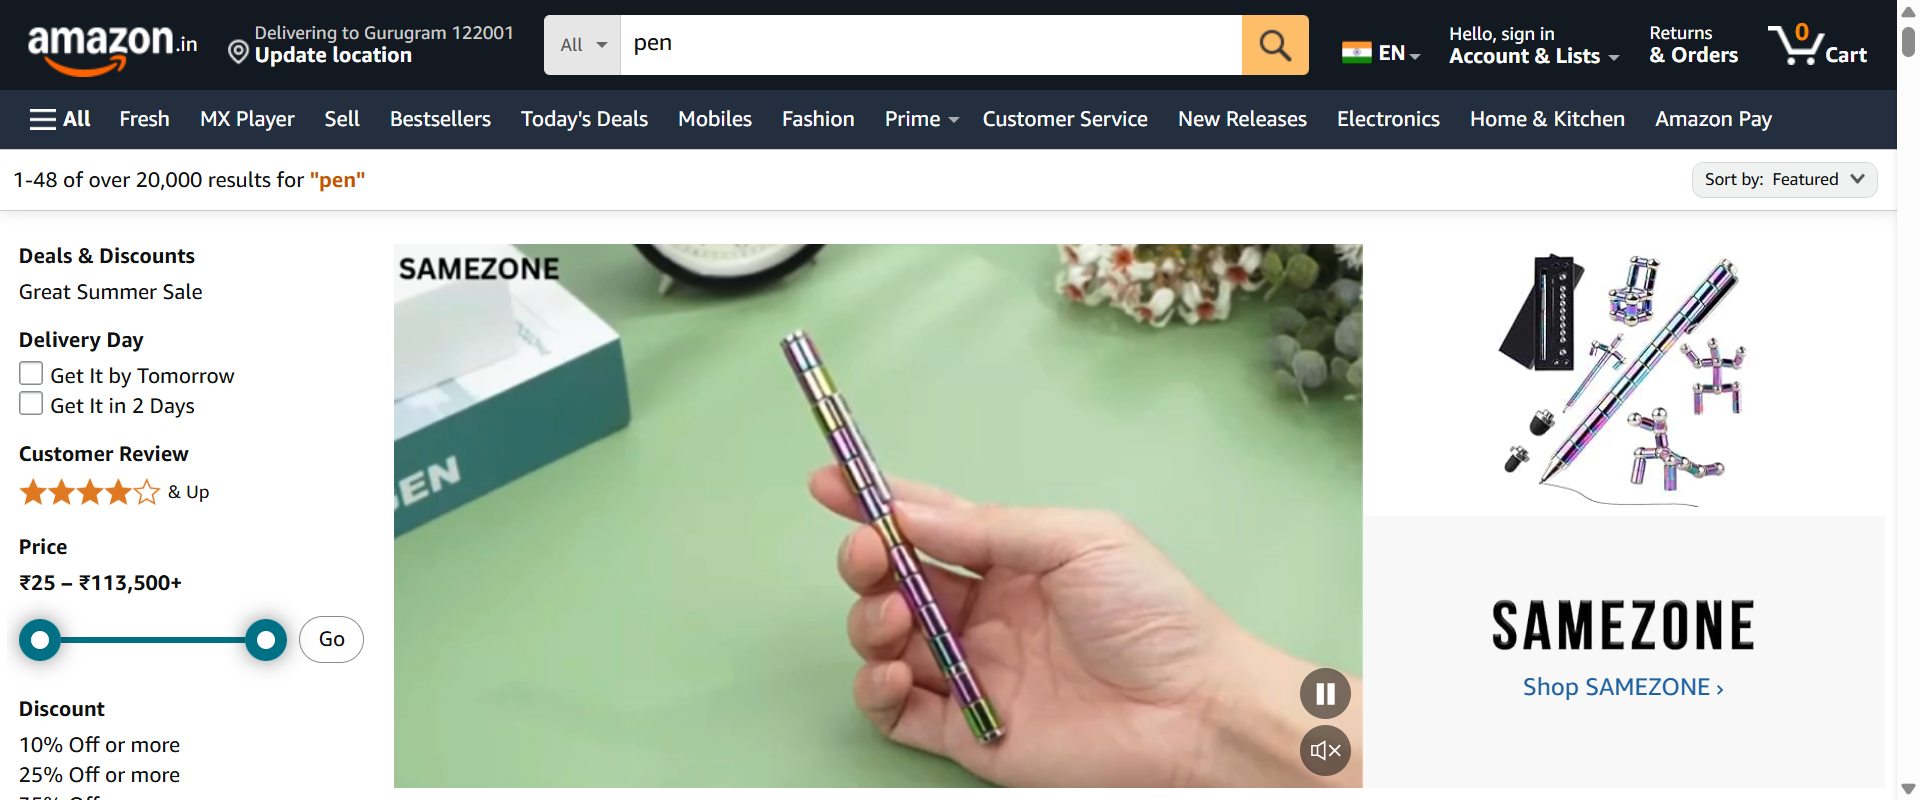 amazon.in
Delivering to Gurugram 122001
Update location
All
pen
EN
Hello, sign in
Account & Lists
Returns
& Orders
0
Cart
All
Fresh
MX Player
Sell
Bestsellers
Today's Deals
Mobiles
Fashion
Prime
Customer Service
New Releases
Electronics
Home & Kitchen
Amazon Pay
1-48 of over 20,000 results for "pen"
Sort by: Featured
Deals & Discounts
Great Summer Sale
Delivery Day
Get It by Tomorrow
Get It in 2 Days
Customer Review
& Up
Price
₹25 – ₹113,500+
Go
Discount
10% Off or more
25% Off or more
SAMEZONE
SAMEZONE
Shop SAMEZONE ›